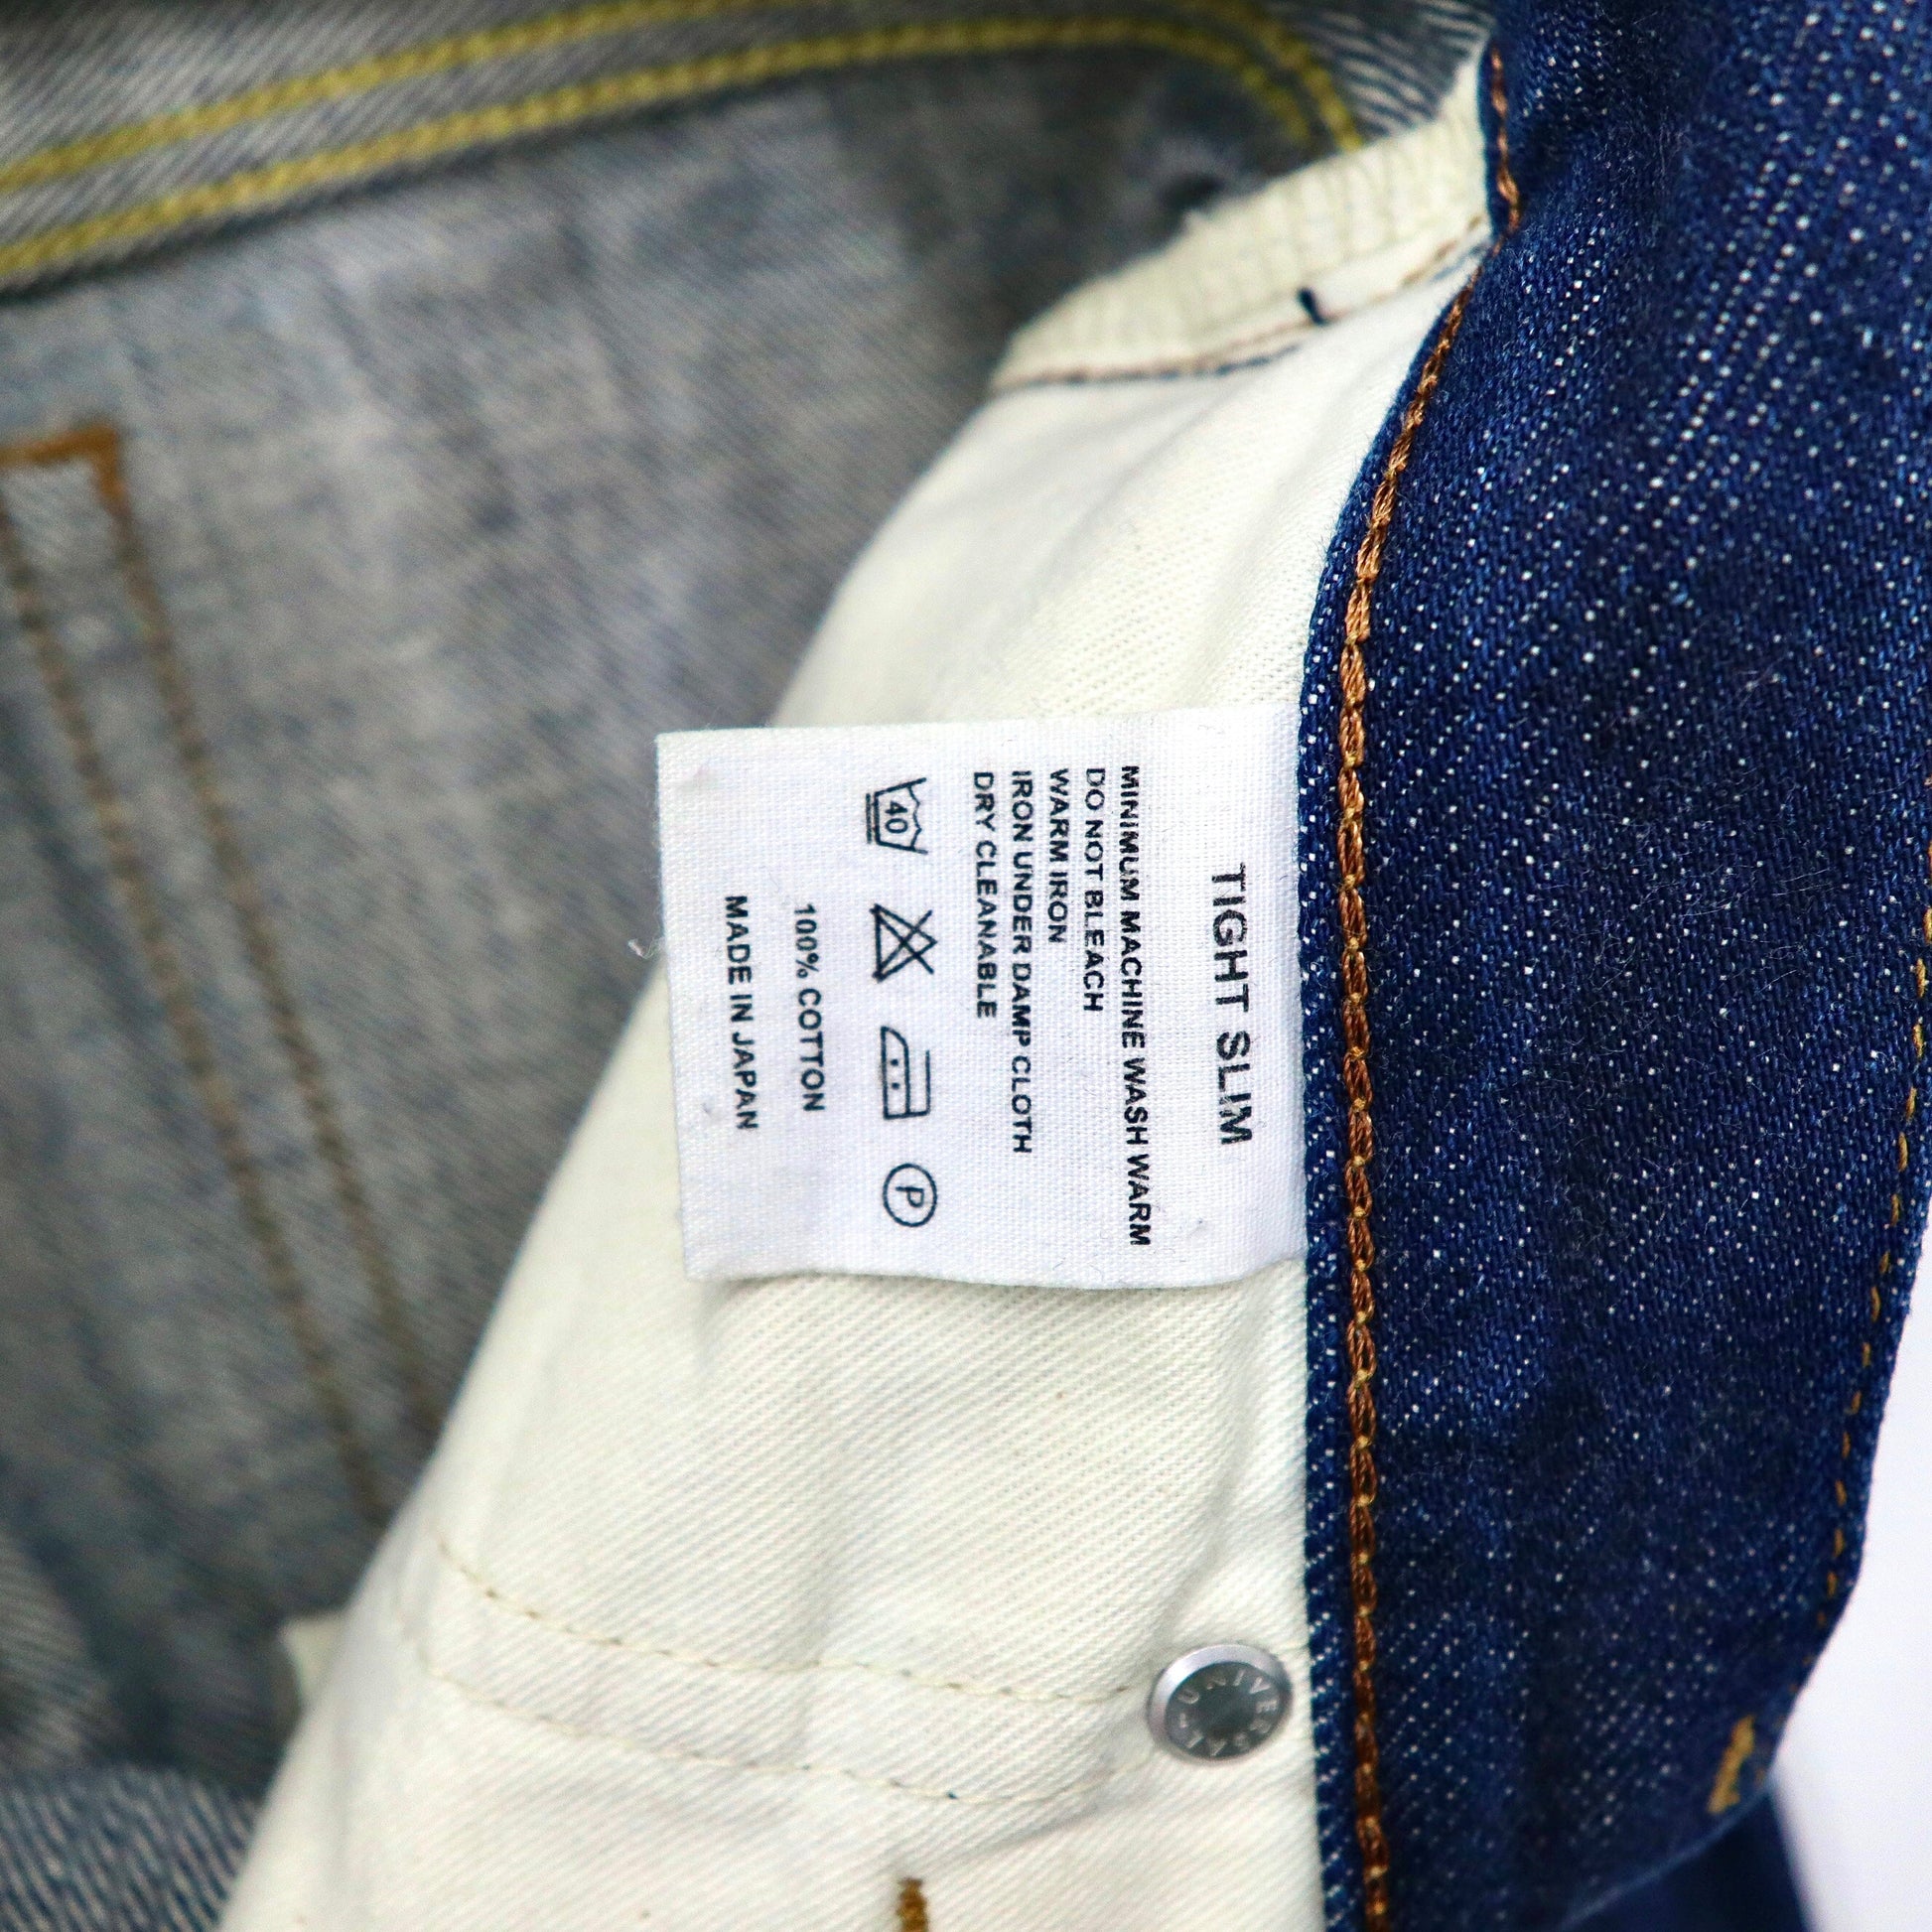 TIGHT SLIM
MINIMUM MACHINE WASH WARM
DO NOT BLEACH
WARM IRON
IRON UNDER DAMP CLOTH
DRY CLEANABLE
40
P
100% COTTON
MADE IN JAPAN
UNIVERSAL